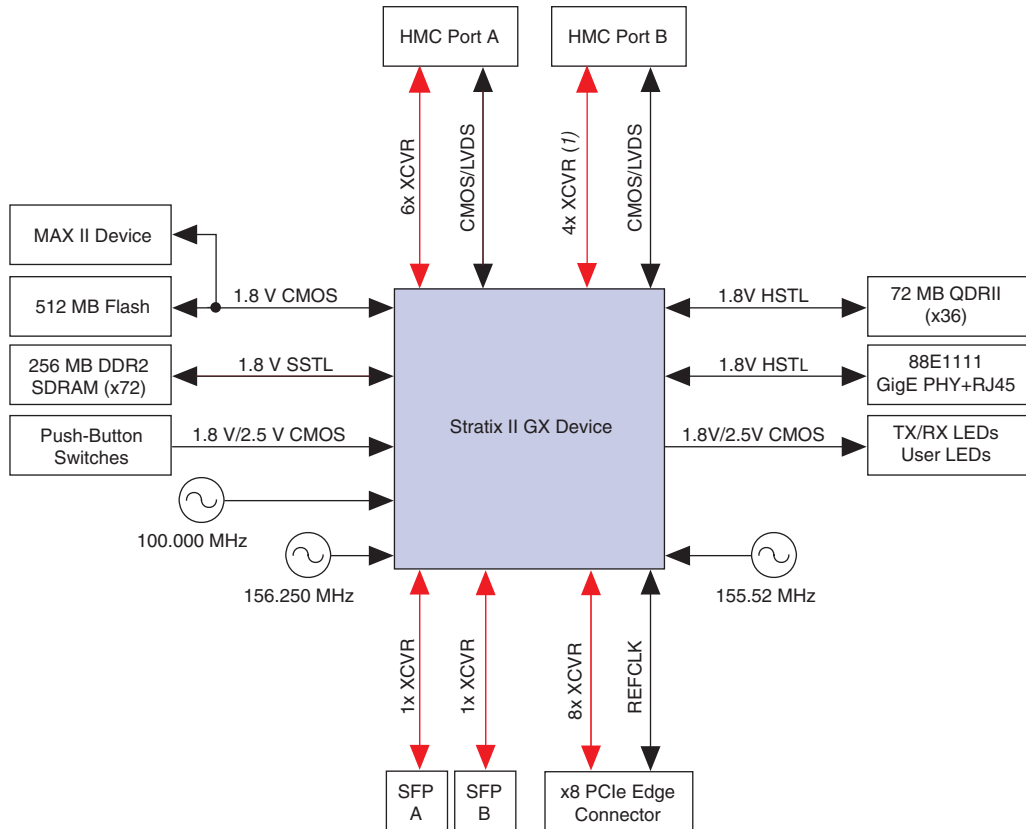 HMC Port A
HMC Port B
6x XCVR
CMOS/LVDS
4x XCVR (1)
CMOS/LVDS
MAX II Device
512 MB Flash
1.8 V CMOS
1.8V HSTL
72 MB QDRII
(x36)
256 MB DDR2
SDRAM (x72)
1.8 V SSTL
1.8V HSTL
88E1111
GigE PHY+RJ45
Push-Button
Switches
1.8 V/2.5 V CMOS
Stratix II GX Device
1.8V/2.5V CMOS
TX/RX LEDs
User LEDs
100.000 MHz
156.250 MHz
155.52 MHz
1x XCVR
1x XCVR
8x XCVR
REFCLK
SFP
A
SFP
B
x8 PCIe Edge
Connector